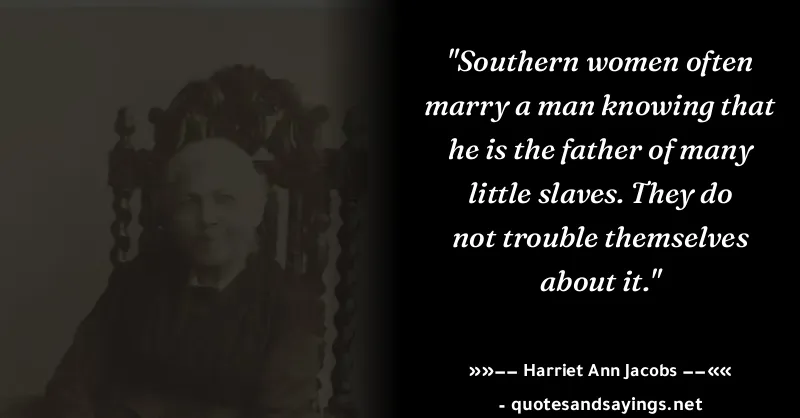 "Southern women often
marry a man knowing that
he is the father of many
little slaves. They do
not trouble themselves
about it."
»»–– Harriet Ann Jacobs ––««
- quotesandsayings.net